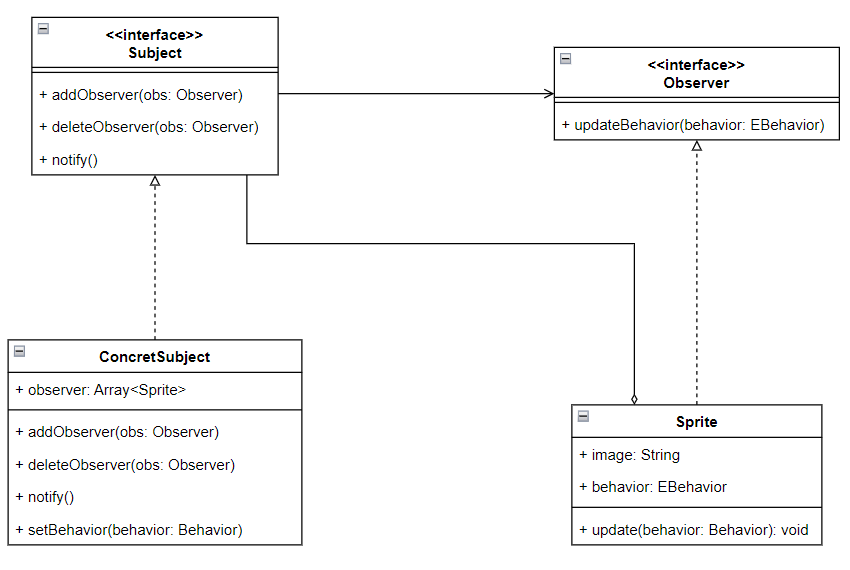 <<interface>>
Subject
+ addObserver(obs: Observer)
+ deleteObserver(obs: Observer)
+ notify()
<<interface>>
Observer
+ updateBehavior(behavior: EBehavior)
ConcretSubject
+ observer: Array<Sprite>
+ addObserver(obs: Observer)
+ deleteObserver(obs: Observer)
+ notify()
+ setBehavior(behavior: Behavior)
Sprite
+ image: String
+ behavior: EBehavior
+ update(behavior: Behavior): void